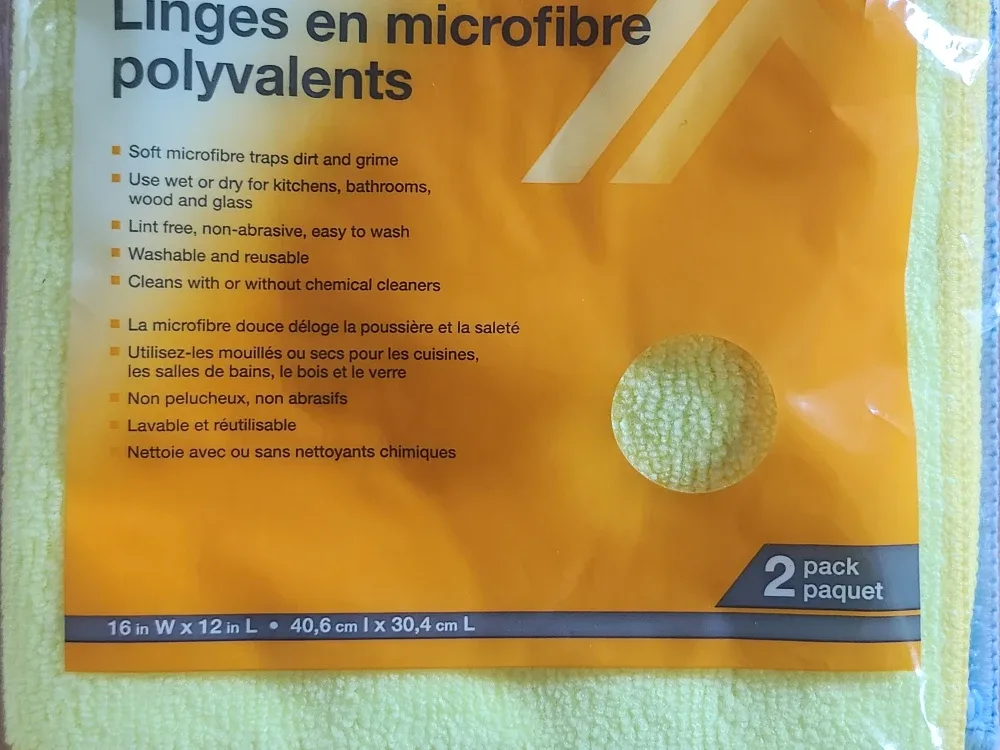 Linges en microfibre
polyvalents
Soft microfibre traps dirt and grime
Use wet or dry for kitchens, bathrooms,
wood and glass
Lint free, non-abrasive, easy to wash
Washable and reusable
Cleans with or without chemical cleaners
La microfibre douce déloge la poussière et la saleté
Utilisez-les mouillés ou secs pour les cuisines,
les salles de bains, le bois et le verre
Non pelucheux, non abrasifs
Lavable et réutilisable
Nettoie avec ou sans nettoyants chimiques
2 pack
paquet
16 in W x 12 in L • 40,6 cm l x 30,4 cm L